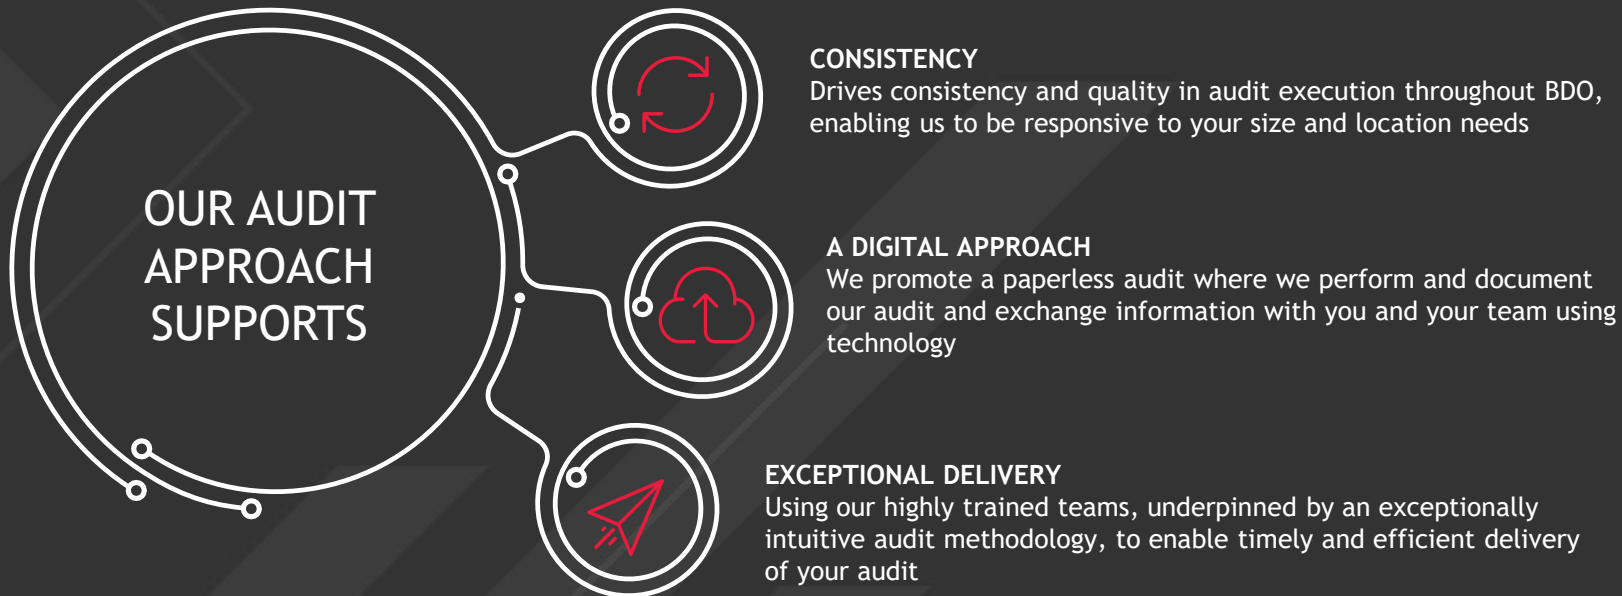 OUR AUDIT
APPROACH
SUPPORTS
CONSISTENCY
Drives consistency and quality in audit execution throughout BDO,
enabling us to be responsive to your size and location needs
A DIGITAL APPROACH
We promote a paperless audit where we perform and document
our audit and exchange information with you and your team using
technology
EXCEPTIONAL DELIVERY
Using our highly trained teams, underpinned by an exceptionally
intuitive audit methodology, to enable timely and efficient delivery
of your audit